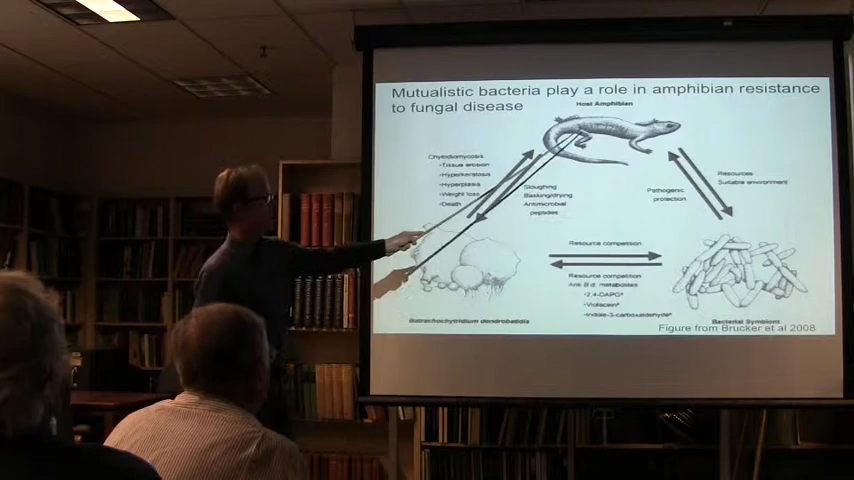 Mutualistic bacteria play a role in amphibian resistance
to fungal disease
Host Amphibian
Chytridiomycosis
•Tissue erosion
•Hyperkeratosis
•Hyperplasia
•Weight loss
•Death
Sloughing
Basking/drying
Antimicrobial
peptides
Resources
Suitable environment
Pathogenic
protection
Resource competition
Resource competition
Anti B.d. metabolites
•2,4-DAPG
•Violacein
•Indole-3-carboxaldehyde
Batrachochytrium dendrobatidis
Bacterial Symbiont
Figure from Brucker et al 2008